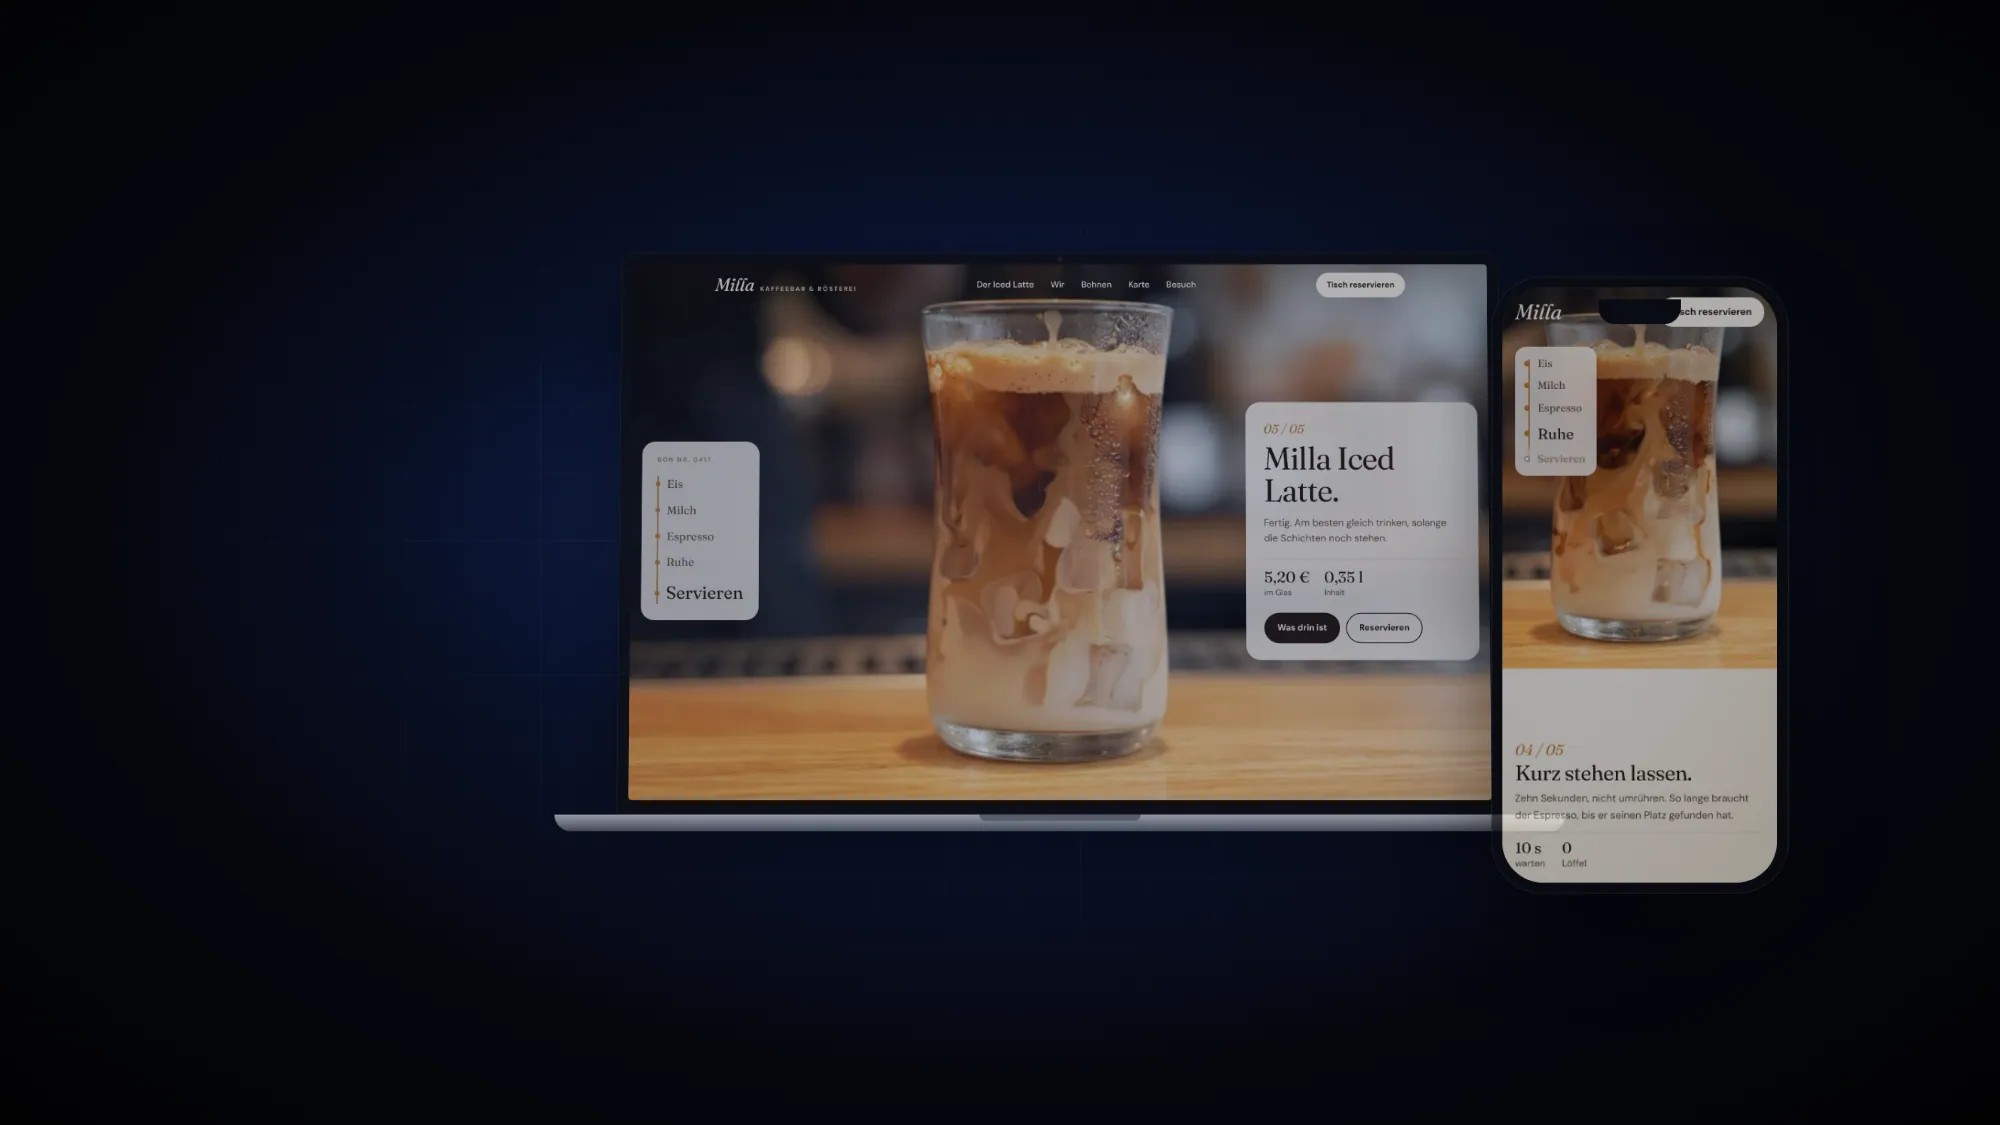 Milla KAFFEEBAR & RÖSTEREI
Der Iced Latte Wir Bohnen Karte Besuch
Tisch reservieren
BON NR. 0417
Eis
Milch
Espresso
Ruhe
Servieren
05 / 05
Milla Iced
Latte.
Fertig. Am besten gleich trinken, solange
die Schichten noch stehen.
5,20 € 0,35 l
im Glas Inhalt
Was drin ist Reservieren
Milla
sch reservieren
Eis
Milch
Espresso
Ruhe
Servieren
04 / 05
Kurz stehen lassen.
Zehn Sekunden, nicht umrühren. So lange braucht
der Espresso, bis er seinen Platz gefunden hat.
10 s 0
warten Löffel